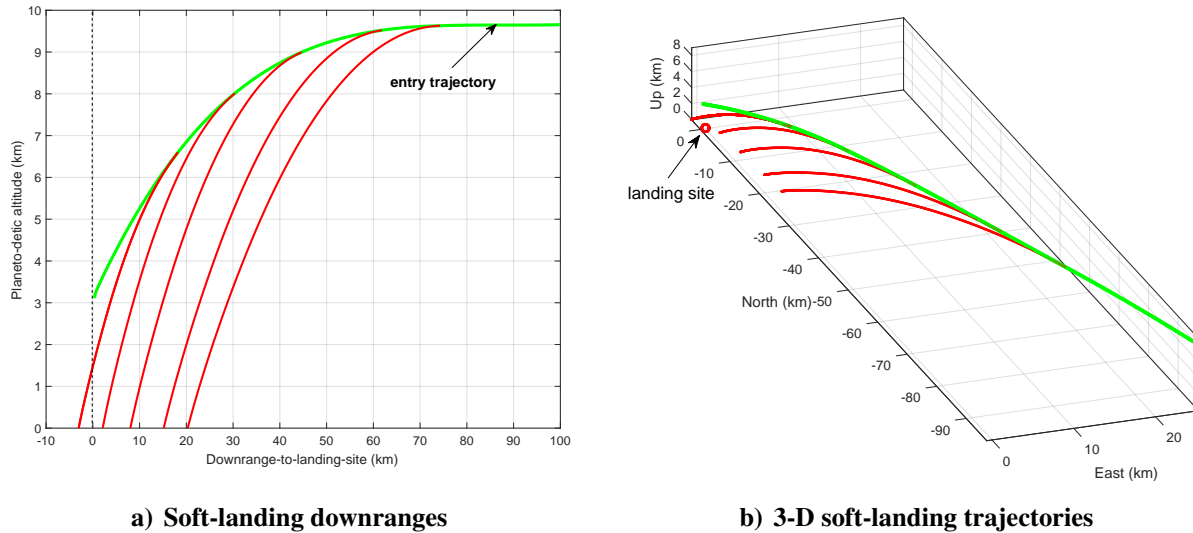 10
9
8
7
6
5
4
3
2
1
0
Planeto-detic altitude (km)
entry trajectory
-10 0 10 20 30 40 50 60 70 80 90 100
Downrange-to-landing-site (km)
a) Soft-landing downranges
8
6
4
2
0
Up (km)
landing site
0
-10
-20
-30
-40
-50
-60
-70
-80
-90
North (km)
0
10
20
East (km)
b) 3-D soft-landing trajectories